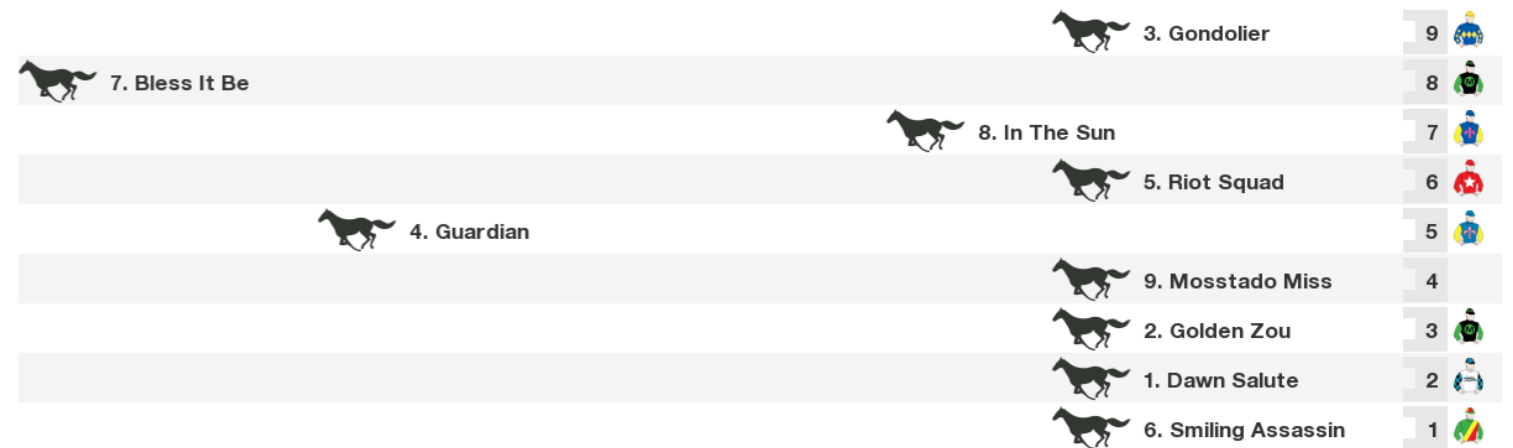 3. Gondolier 9
7. Bless It Be 8
8. In The Sun 7
5. Riot Squad 6
4. Guardian 5
9. Mosstado Miss 4
2. Golden Zou 3
1. Dawn Salute 2
6. Smiling Assassin 1